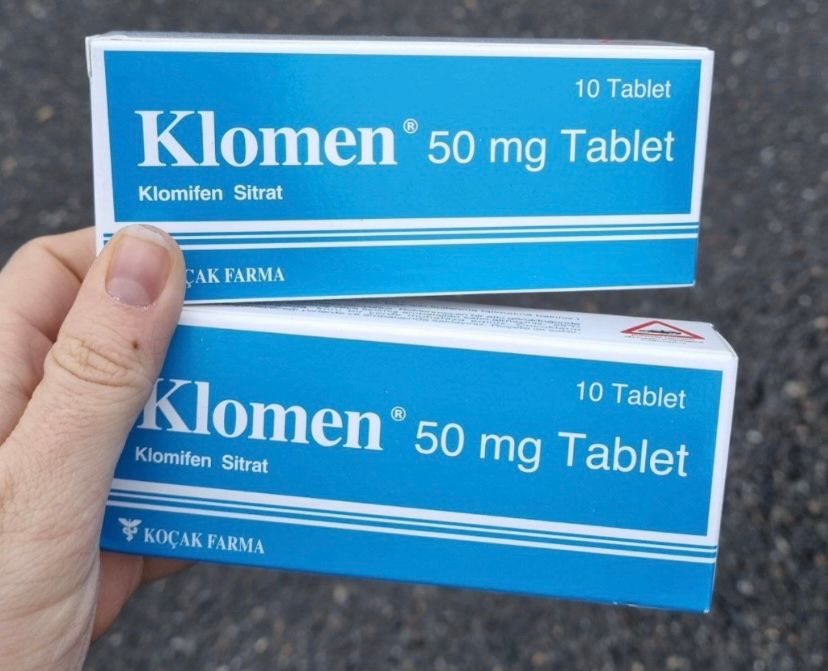 10 Tablet
Klomen® 50 mg Tablet
Klomifen Sitrat
ÇAK FARMA
10 Tablet
Klomen® 50 mg Tablet
Klomifen Sitrat
KOÇAK FARMA